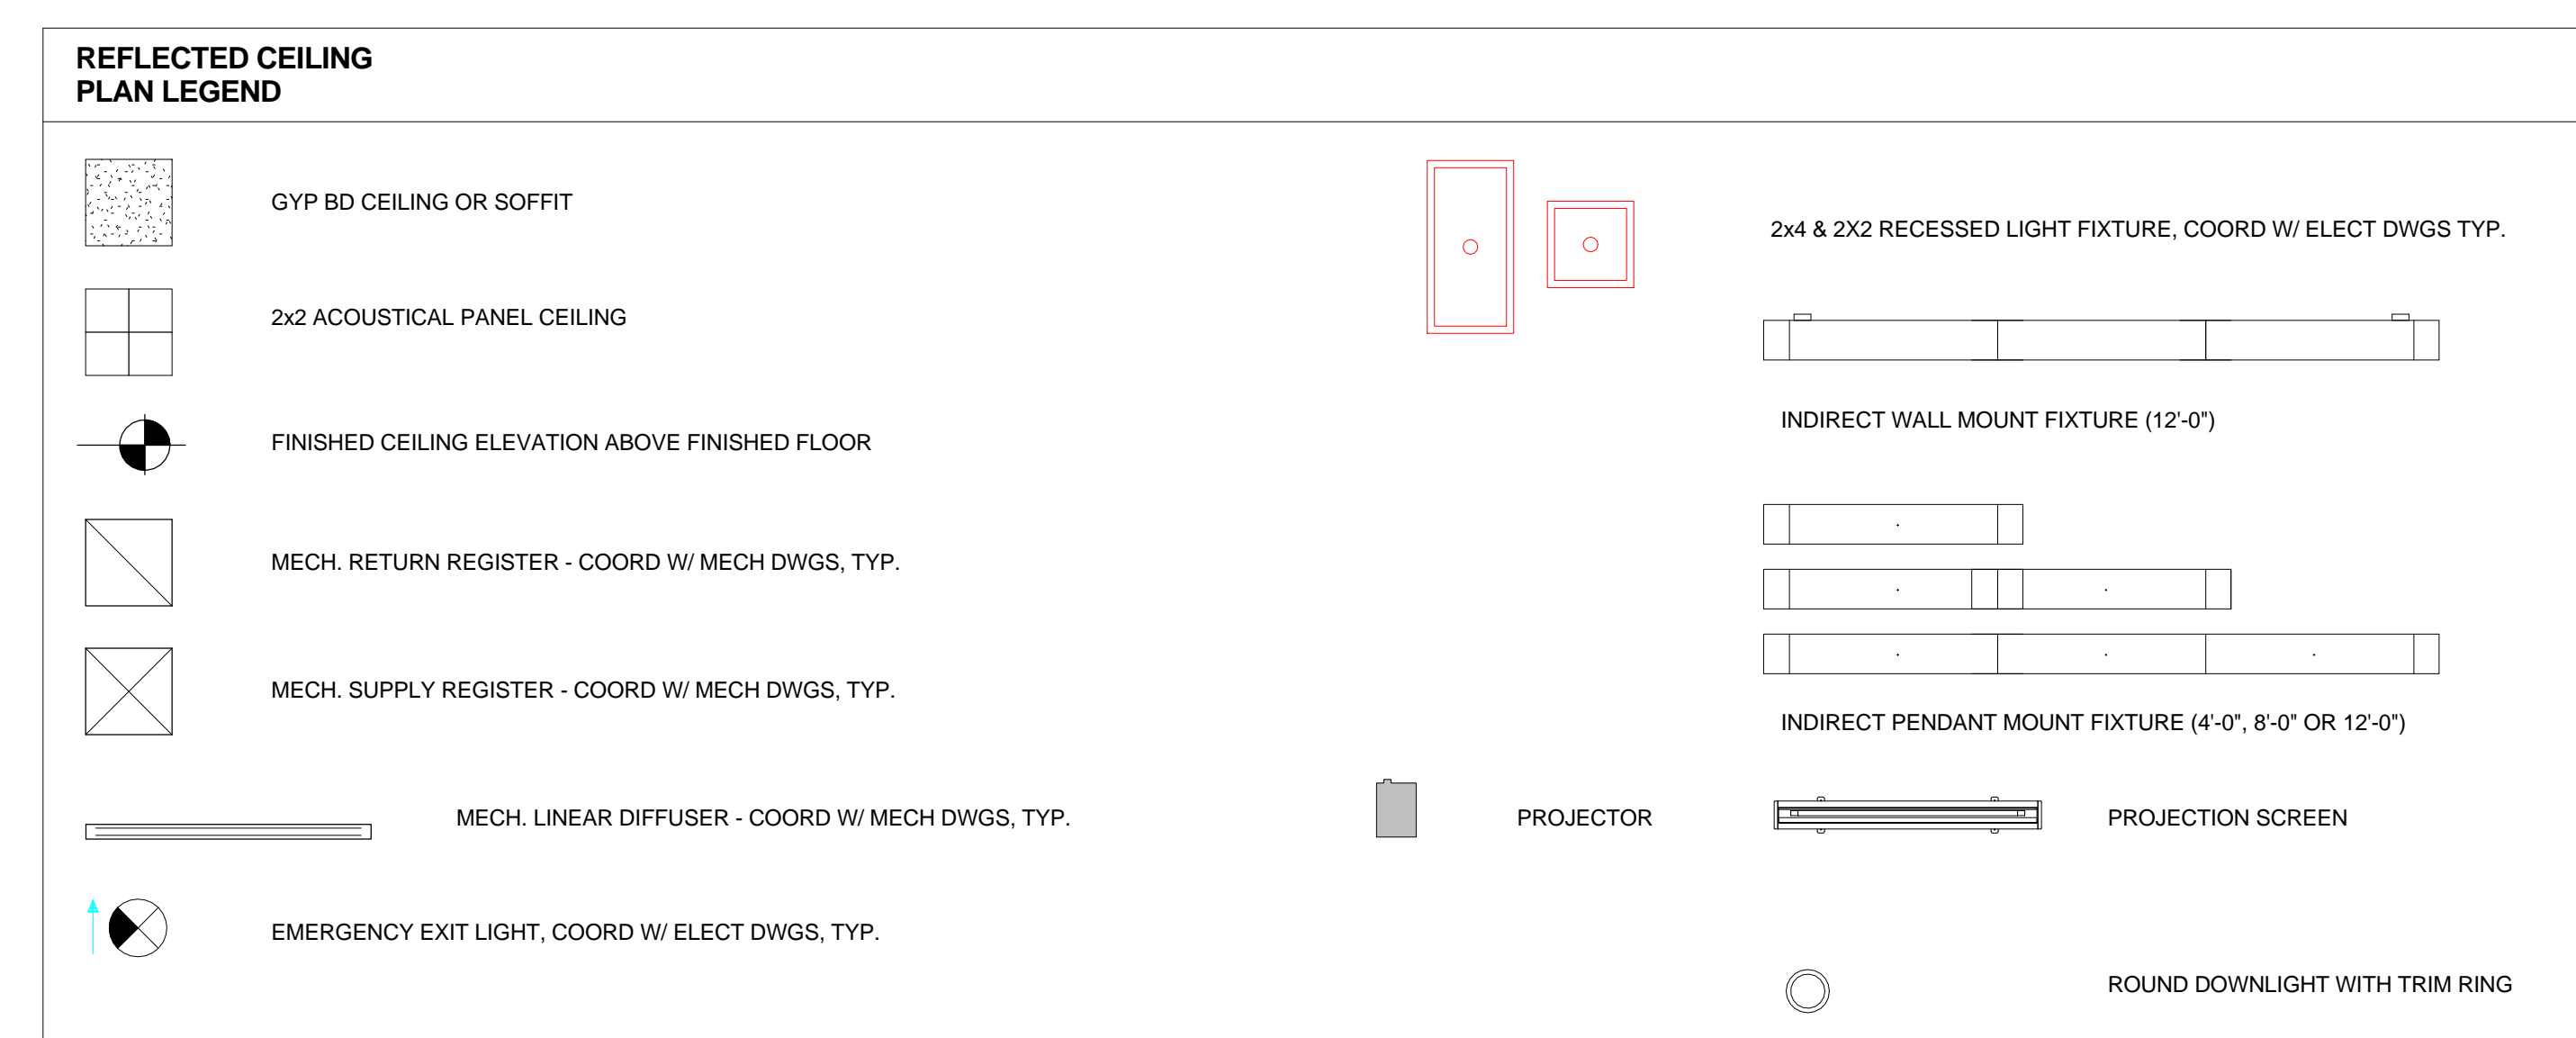 REFLECTED CEILING
PLAN LEGEND
GYP BD CEILING OR SOFFIT
2x2 ACOUSTICAL PANEL CEILING
FINISHED CEILING ELEVATION ABOVE FINISHED FLOOR
MECH. RETURN REGISTER - COORD W/ MECH DWGS, TYP.
MECH. SUPPLY REGISTER - COORD W/ MECH DWGS, TYP.
MECH. LINEAR DIFFUSER - COORD W/ MECH DWGS, TYP.
EMERGENCY EXIT LIGHT, COORD W/ ELECT DWGS, TYP.
2x4 & 2X2 RECESSED LIGHT FIXTURE, COORD W/ ELECT DWGS TYP.
INDIRECT WALL MOUNT FIXTURE (12'-0")
INDIRECT PENDANT MOUNT FIXTURE (4'-0", 8'-0" OR 12'-0")
PROJECTOR
PROJECTION SCREEN
ROUND DOWNLIGHT WITH TRIM RING